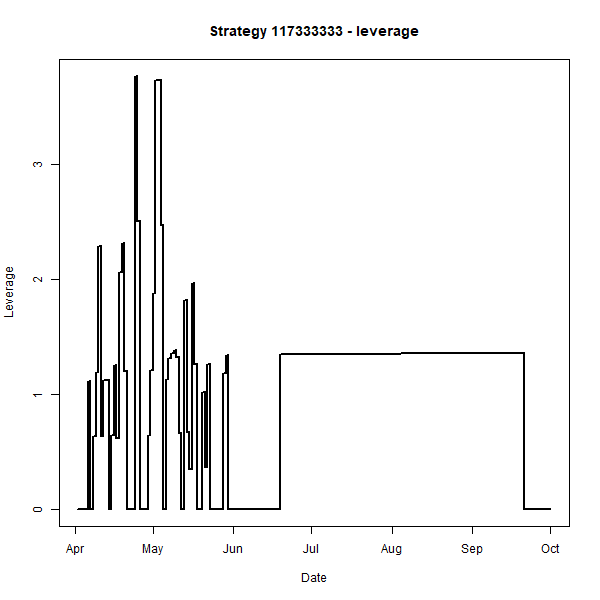 Strategy 117333333 - leverage
Leverage
3
2
1
0
Apr May Jun Jul Aug Sep Oct
Date